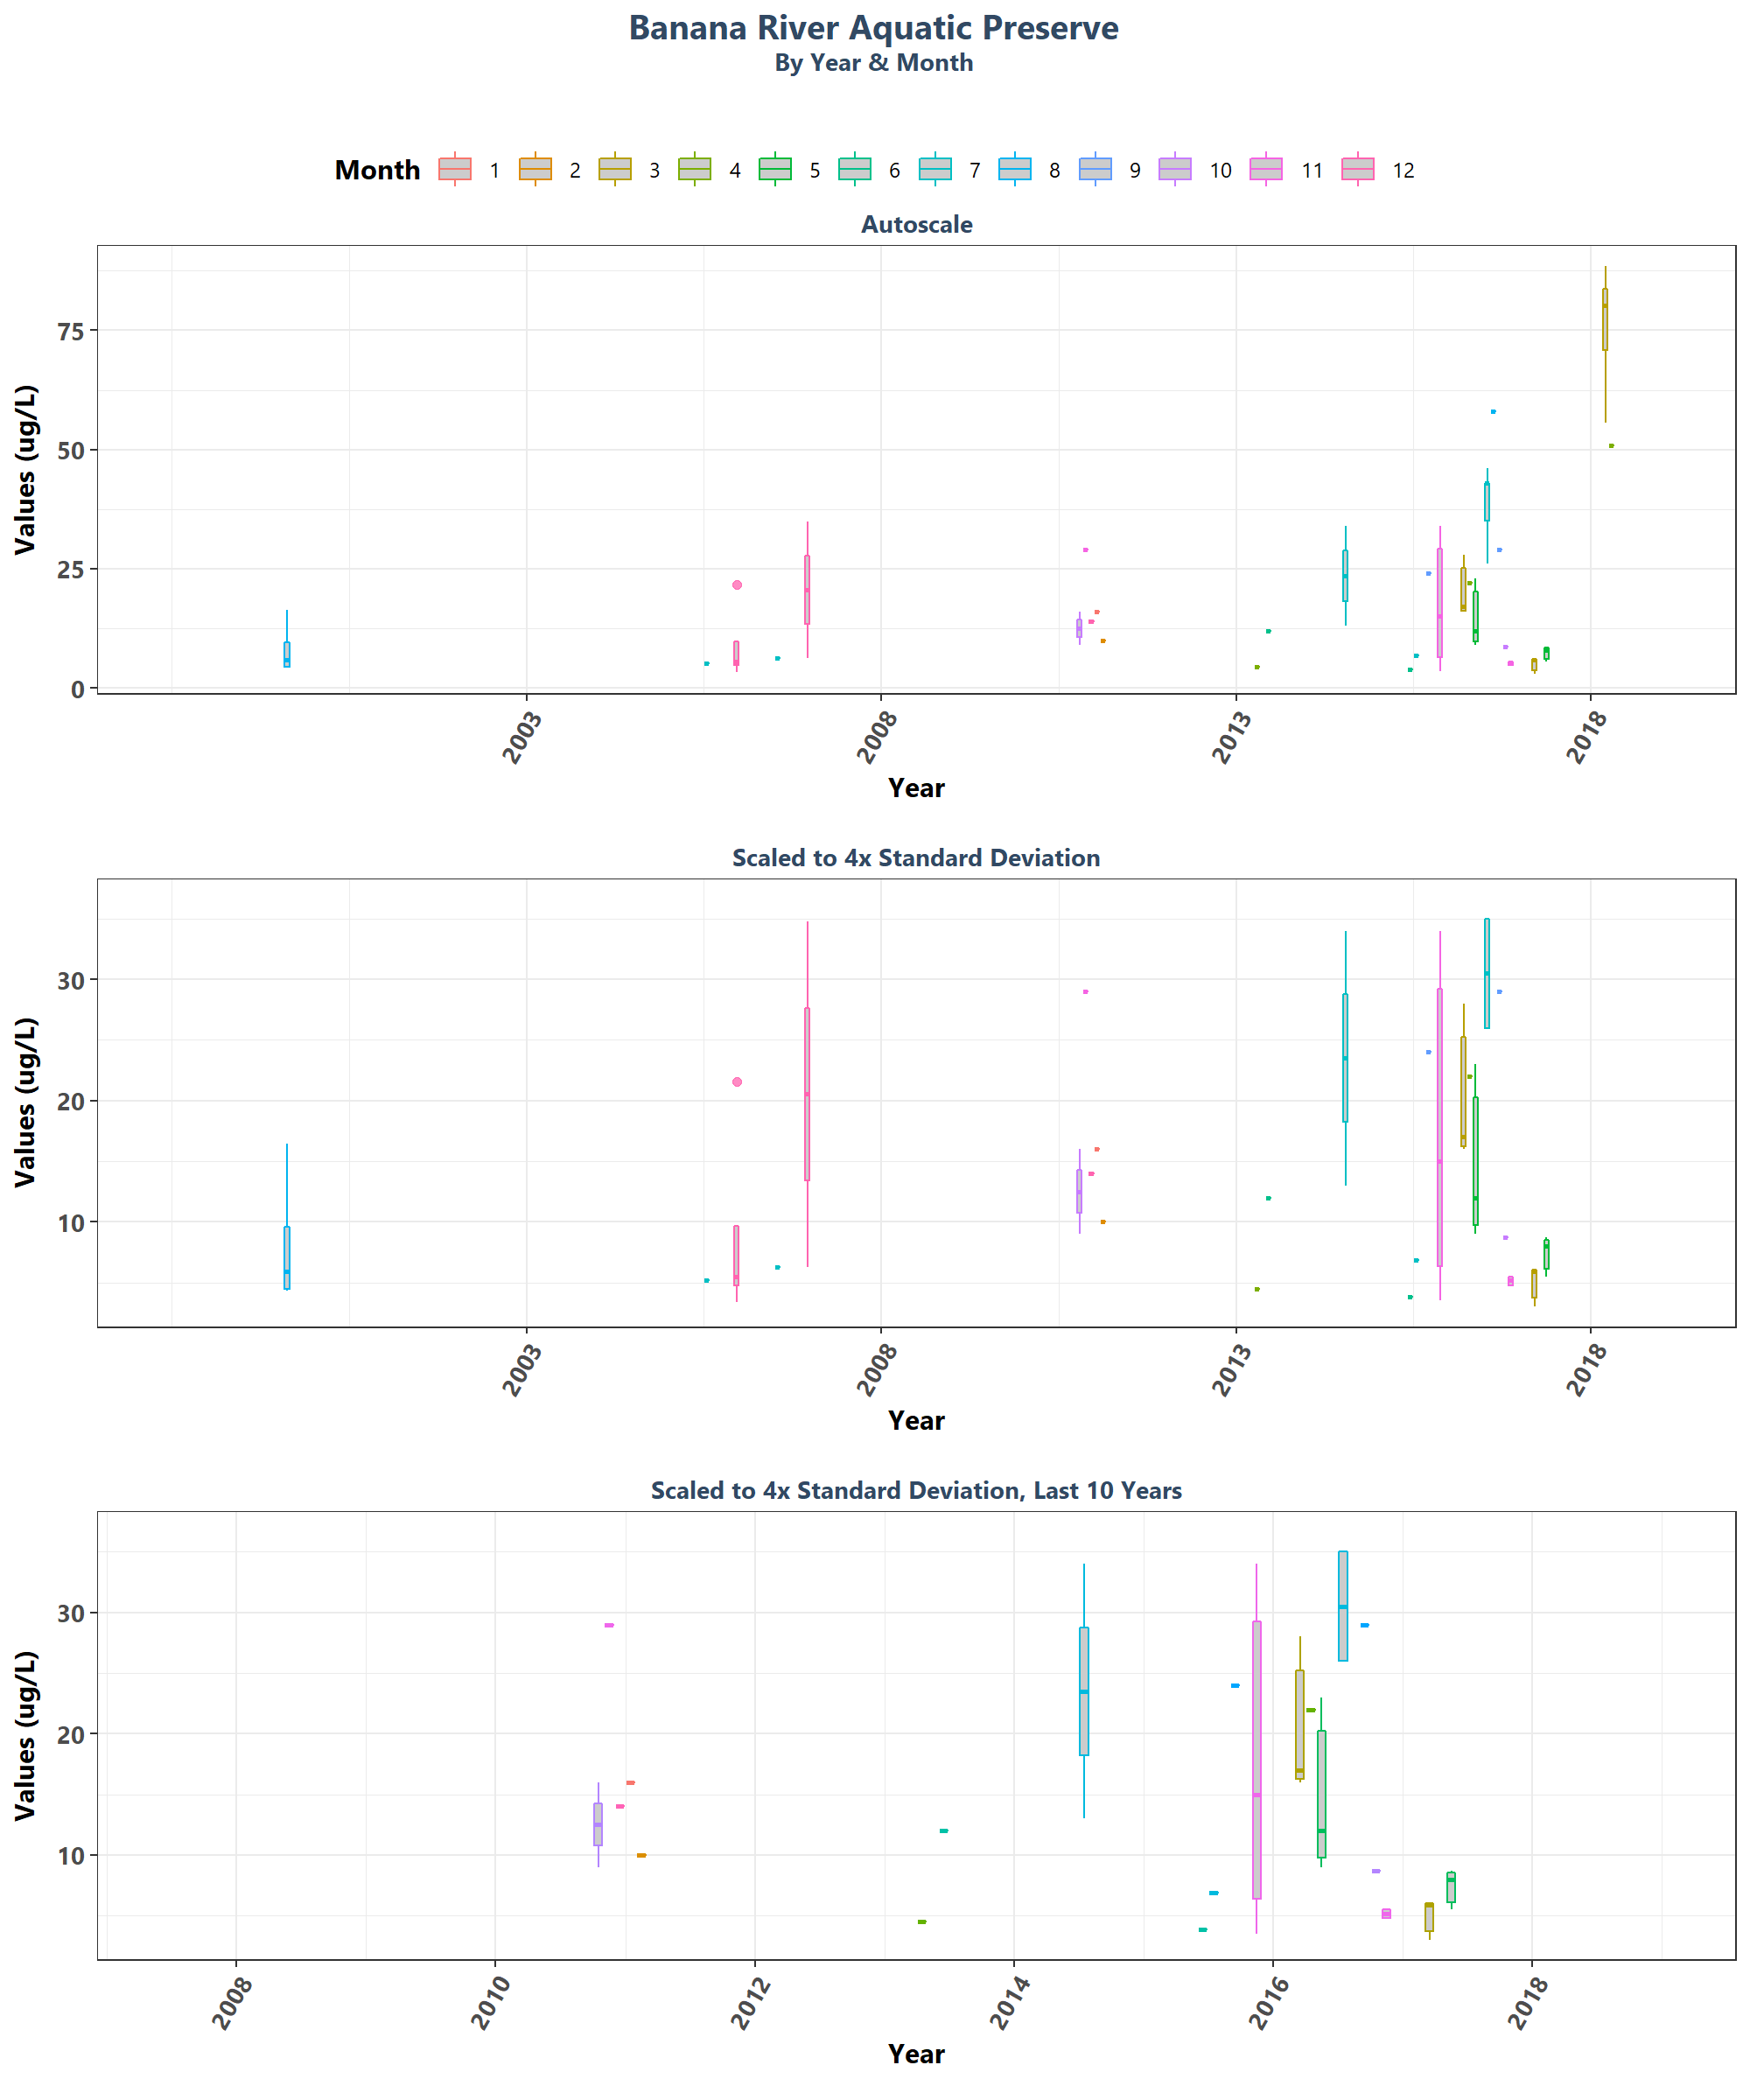 Banana River Aquatic Preserve
By Year & Month
Month 1 2 3 4 5 6 7 8 9 10 11 12
Autoscale
Values (ug/L)
75
50
25
0
2003 2008 2013 2018
Year
Scaled to 4x Standard Deviation
Values (ug/L)
30
20
10
2003 2008 2013 2018
Year
Scaled to 4x Standard Deviation, Last 10 Years
Values (ug/L)
30
20
10
2008 2010 2012 2014 2016 2018
Year